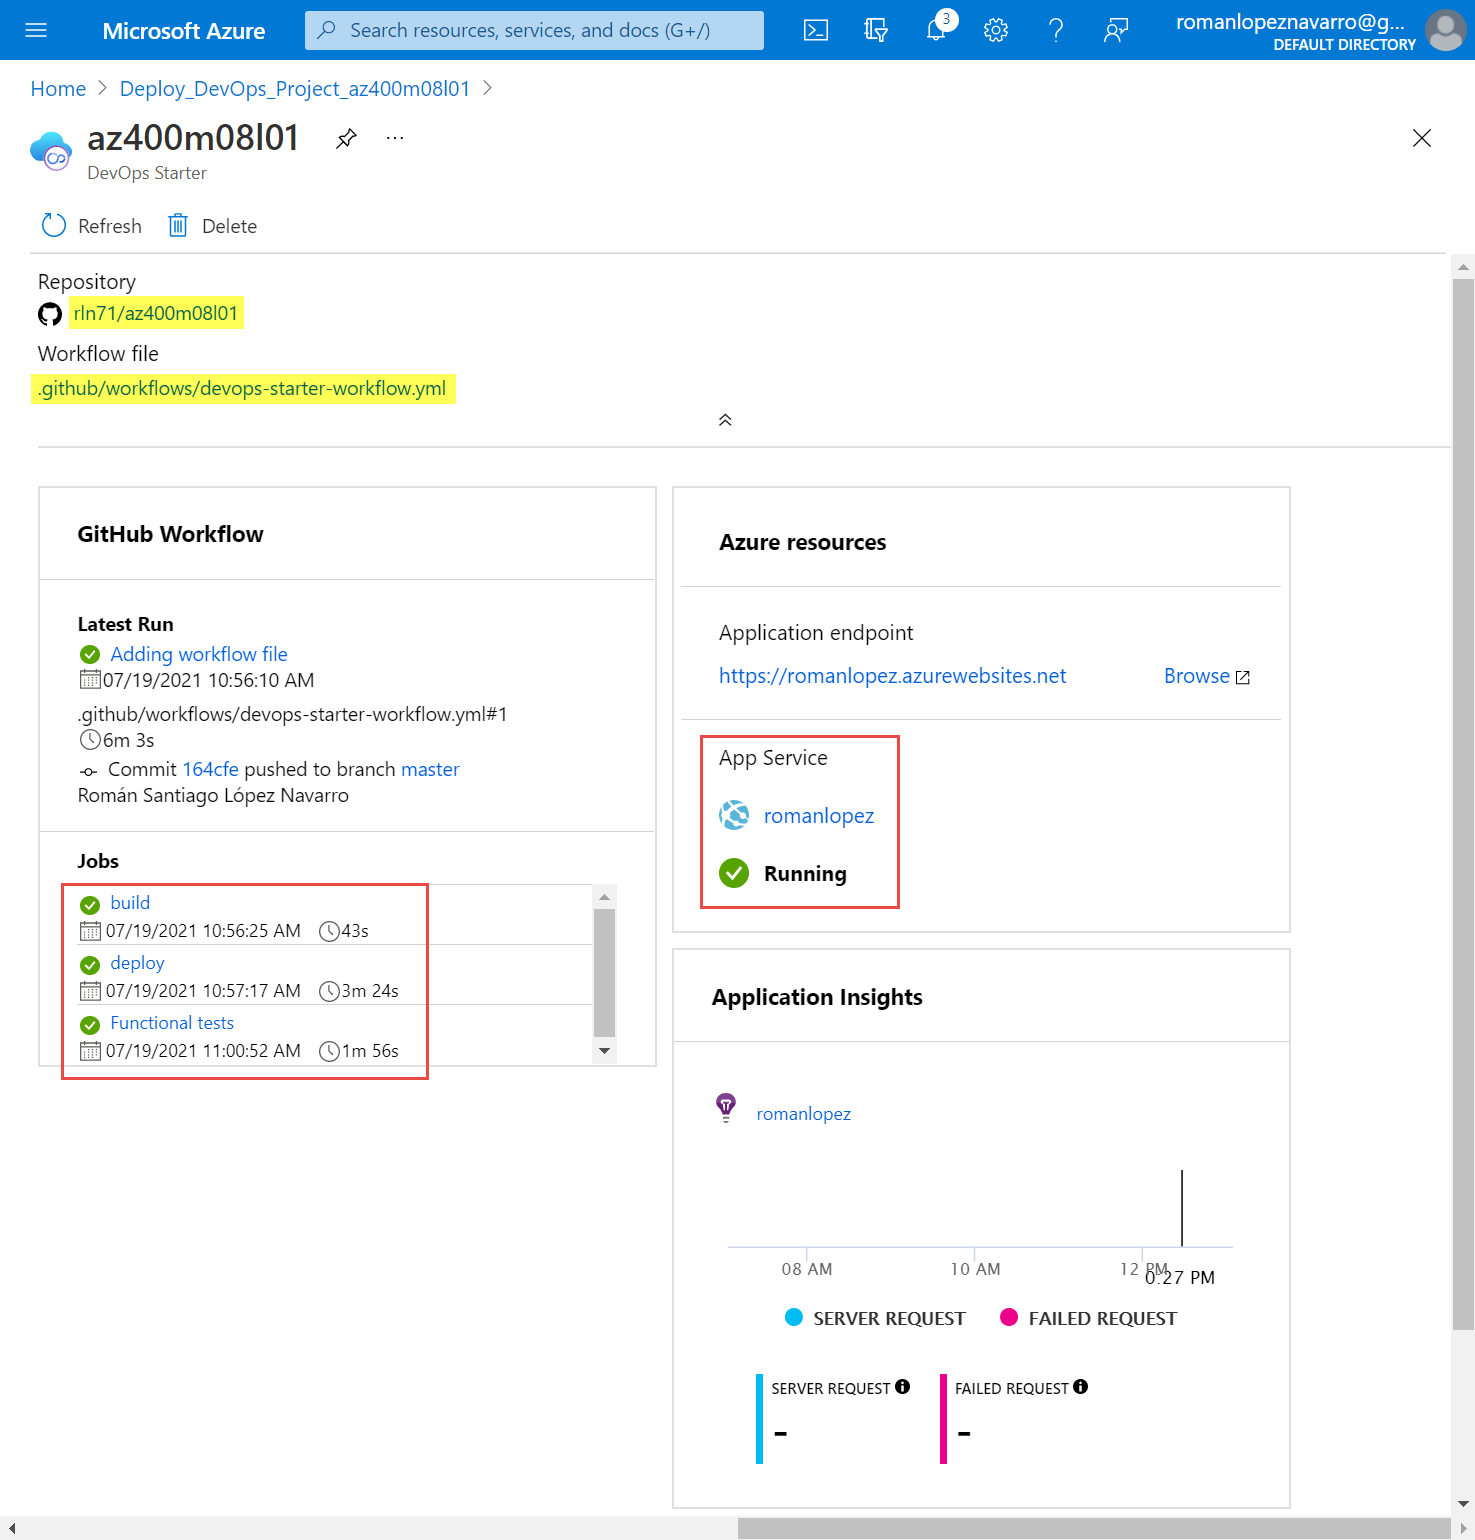 Microsoft Azure
Search resources, services, and docs (G+/)
3
romanlopeznavarro@g...
DEFAULT DIRECTORY
Home > Deploy_DevOps_Project_az400m08l01 >
az400m08l01
...
DevOps Starter
Refresh
Delete
Repository
rln71/az400m08l01
Workflow file
.github/workflows/devops-starter-workflow.yml
GitHub Workflow
Latest Run
Adding workflow file
07/19/2021 10:56:10 AM
.github/workflows/devops-starter-workflow.yml#1
6m 3s
Commit 164cfe pushed to branch master
Román Santiago López Navarro
Jobs
build
07/19/2021 10:56:25 AM 43s
deploy
07/19/2021 10:57:17 AM 3m 24s
Functional tests
07/19/2021 11:00:52 AM 1m 56s
Azure resources
Application endpoint
https://romanlopez.azurewebsites.net
Browse
App Service
romanlopez
Running
Application Insights
romanlopez
08 AM
10 AM
12 PM
0:27 PM
SERVER REQUEST
FAILED REQUEST
SERVER REQUEST
FAILED REQUEST
-
-